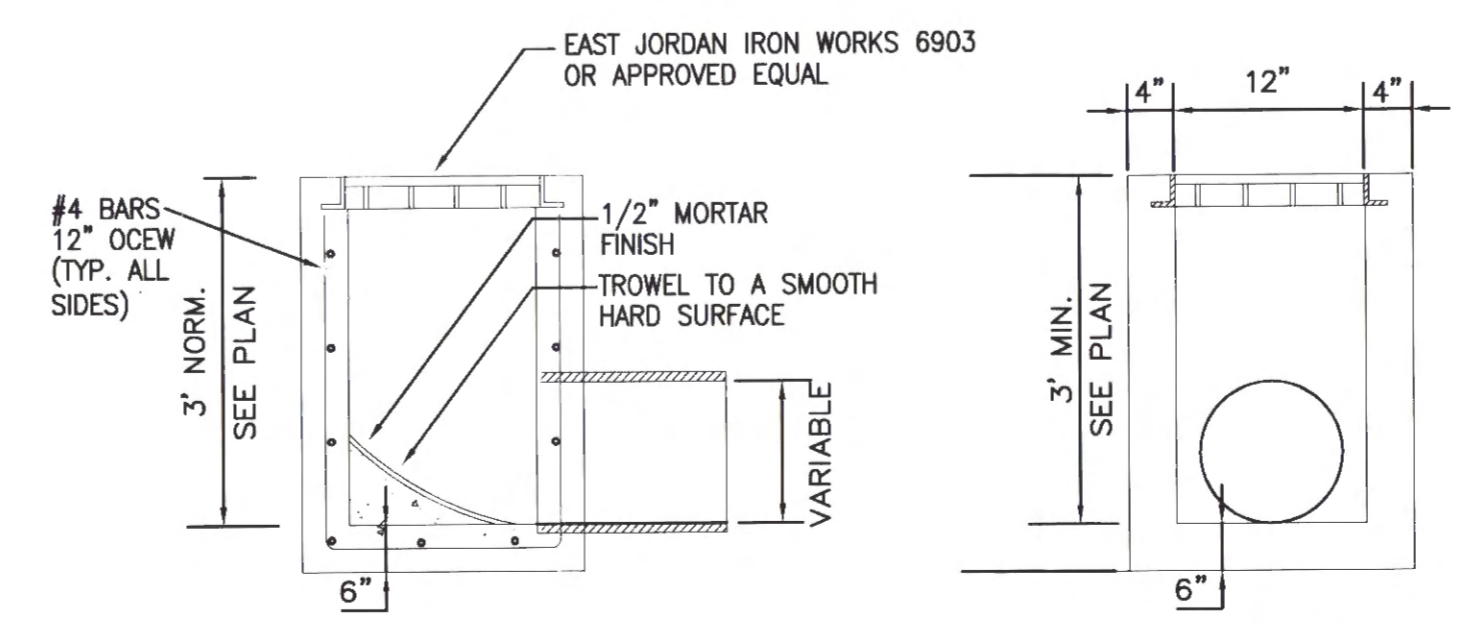 EAST JORDAN IRON WORKS 6903
OR APPROVED EQUAL
#4 BARS
12" OCEW
(TYP. ALL
SIDES)
1/2" MORTAR
FINISH
TROWEL TO A SMOOTH
HARD SURFACE
3' NORM.
SEE PLAN
VARIABLE
6"
4"
12"
4"
3' MIN.
SEE PLAN
6"